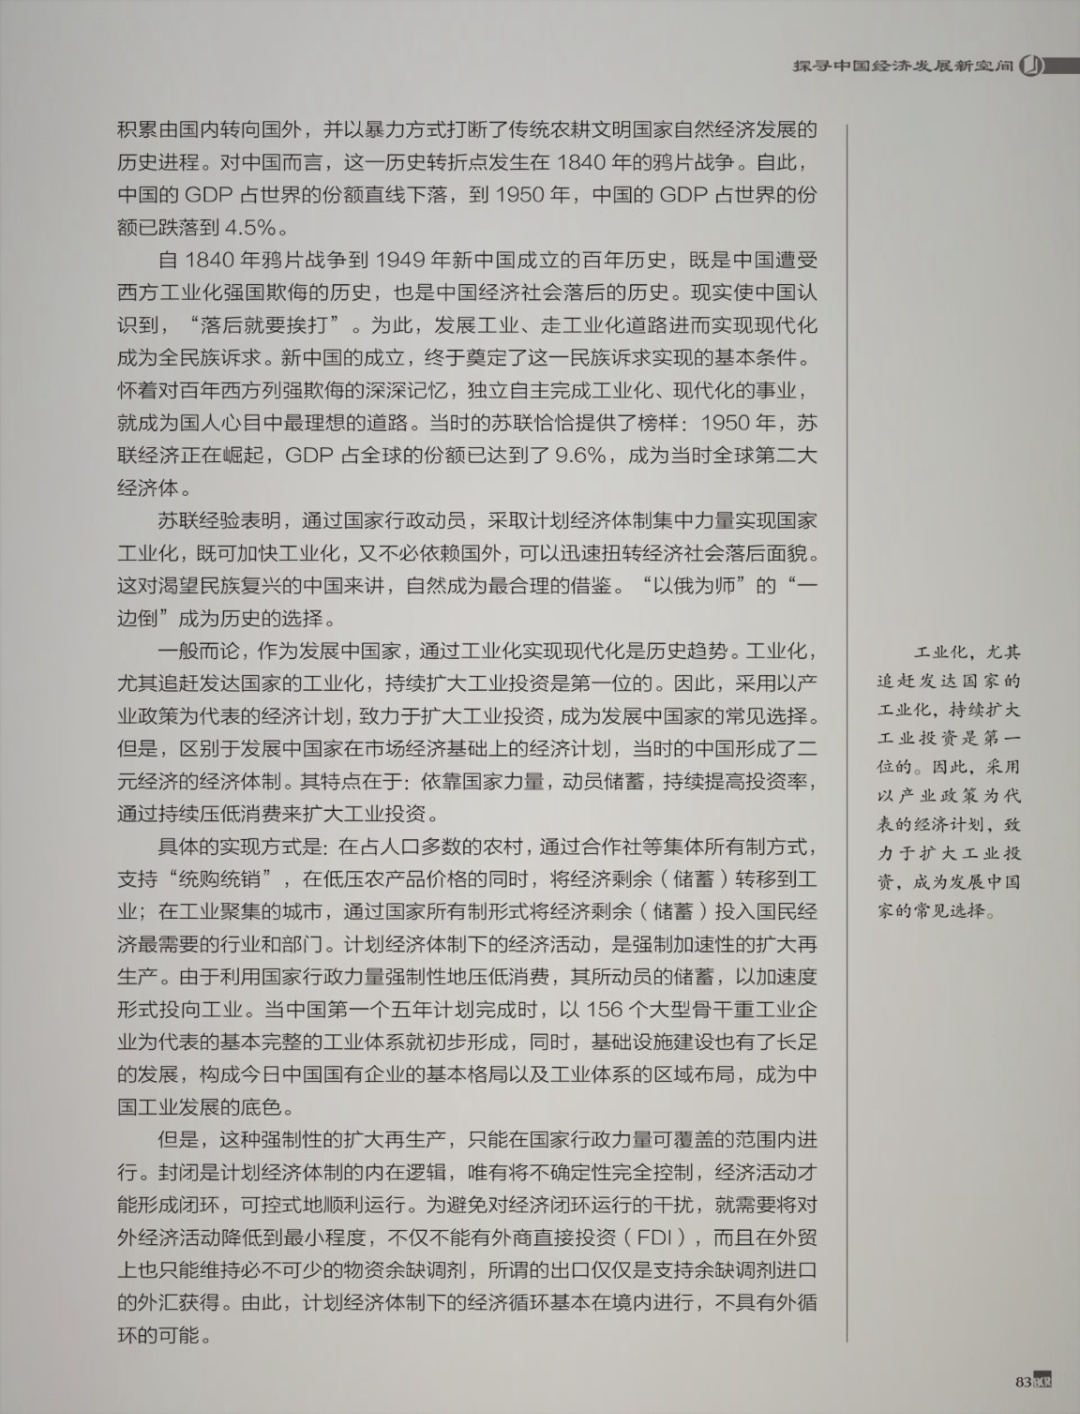 探寻中国经济发展新空间
积累由国内转向国外，并以暴力方式打断了传统农耕文明国家自然经济发展的
历史进程。对中国而言，这一历史转折点发生在 1840 年的鸦片战争。自此，
中国的 GDP 占世界的份额直线下落，到 1950 年，中国的 GDP 占世界的份
额已跌落到 4.5%。
自 1840 年鸦片战争到 1949 年新中国成立的百年历史，既是中国遭受
西方工业化强国欺侮的历史，也是中国经济社会落后的历史。现实使中国认
识到，“落后就要挨打”。为此，发展工业、走工业化道路进而实现现代化
成为全民族诉求。新中国的成立，终于奠定了这一民族诉求实现的基本条件。
怀着对百年西方列强欺侮的深深记忆，独立自主完成工业化、现代化的事业，
就成为国人心目中最理想的道路。当时的苏联恰恰提供了榜样：1950 年，苏
联经济正在崛起，GDP 占全球的份额已达到了 9.6%，成为当时全球第二大
经济体。
苏联经验表明，通过国家行政动员，采取计划经济体制集中力量实现国家
工业化，既可加快工业化，又不必依赖国外，可以迅速扭转经济社会落后面貌。
这对渴望民族复兴的中国来讲，自然成为最合理的借鉴。“以俄为师”的“一
边倒”成为历史的选择。
一般而论，作为发展中国家，通过工业化实现现代化是历史趋势。工业化，
尤其追赶发达国家的工业化，持续扩大工业投资是第一位的。因此，采用以产
业政策为代表的经济计划，致力于扩大工业投资，成为发展中国家的常见选择。
但是，区别于发展中国家在市场经济基础上的经济计划，当时的中国形成了二
元经济的经济体制。其特点在于：依靠国家力量，动员储蓄，持续提高投资率，
通过持续压低消费来扩大工业投资。
具体的实现方式是：在占人口多数的农村，通过合作社等集体所有制方式，
支持“统购统销”，在低压农产品价格的同时，将经济剩余（储蓄）转移到工
业；在工业聚集的城市，通过国家所有制形式将经济剩余（储蓄）投入国民经
济最需要的行业和部门。计划经济体制下的经济活动，是强制加速性的扩大再
生产。由于利用国家行政力量强制性地压低消费，其所动员的储蓄，以加速度
形式投向工业。当中国第一个五年计划完成时，以 156 个大型骨干重工业企
业为代表的基本完整的工业体系就初步形成，同时，基础设施建设也有了长足
的发展，构成今日中国国有企业的基本格局以及工业体系的区域布局，成为中
国工业发展的底色。
但是，这种强制性的扩大再生产，只能在国家行政力量可覆盖的范围内进
行。封闭是计划经济体制的内在逻辑，唯有将不确定性完全控制，经济活动才
能形成闭环，可控式地顺利运行。为避免对经济闭环运行的干扰，就需要将对
外经济活动降低到最小程度，不仅不能有外商直接投资（FDI），而且在外贸
上也只能维持必不可少的物资余缺调剂，所谓的出口仅仅是支持余缺调剂进口
的外汇获得。由此，计划经济体制下的经济循环基本在境内进行，不具有外循
环的可能。
工业化，尤其
追赶发达国家的
工业化，持续扩大
工业投资是第一
位的。因此，采用
以产业政策为代
表的经济计划，致
力于扩大工业投
资，成为发展中国
家的常见选择。
83